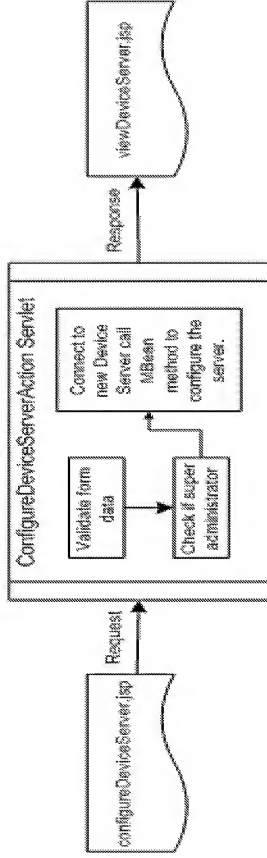 configureDeviceServer.jsp
Request
ConfigureDeviceServerAction Servlet
Validate form
data
Check if super
administrator
Connect to
new Device
Server call
MBean
method to
configure the
server.
Response
viewDeviceServer.jsp